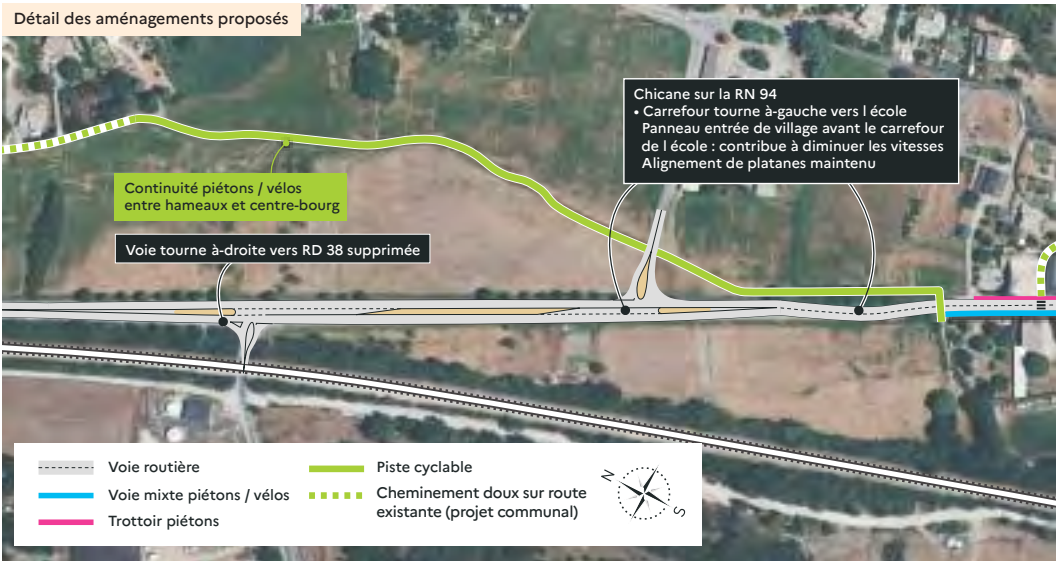 Détail des aménagements proposés
Chicane sur la RN 94
• Carrefour tourne à-gauche vers l école
Panneau entrée de village avant le carrefour
de l école : contribue à diminuer les vitesses
Alignement de platanes maintenu
Continuité piétons / vélos
entre hameaux et centre-bourg
Voie tourne à-droite vers RD 38 supprimée
Voie routière
Voie mixte piétons / vélos
Trottoir piétons
Piste cyclable
Cheminement doux sur route
existante (projet communal)
N
S